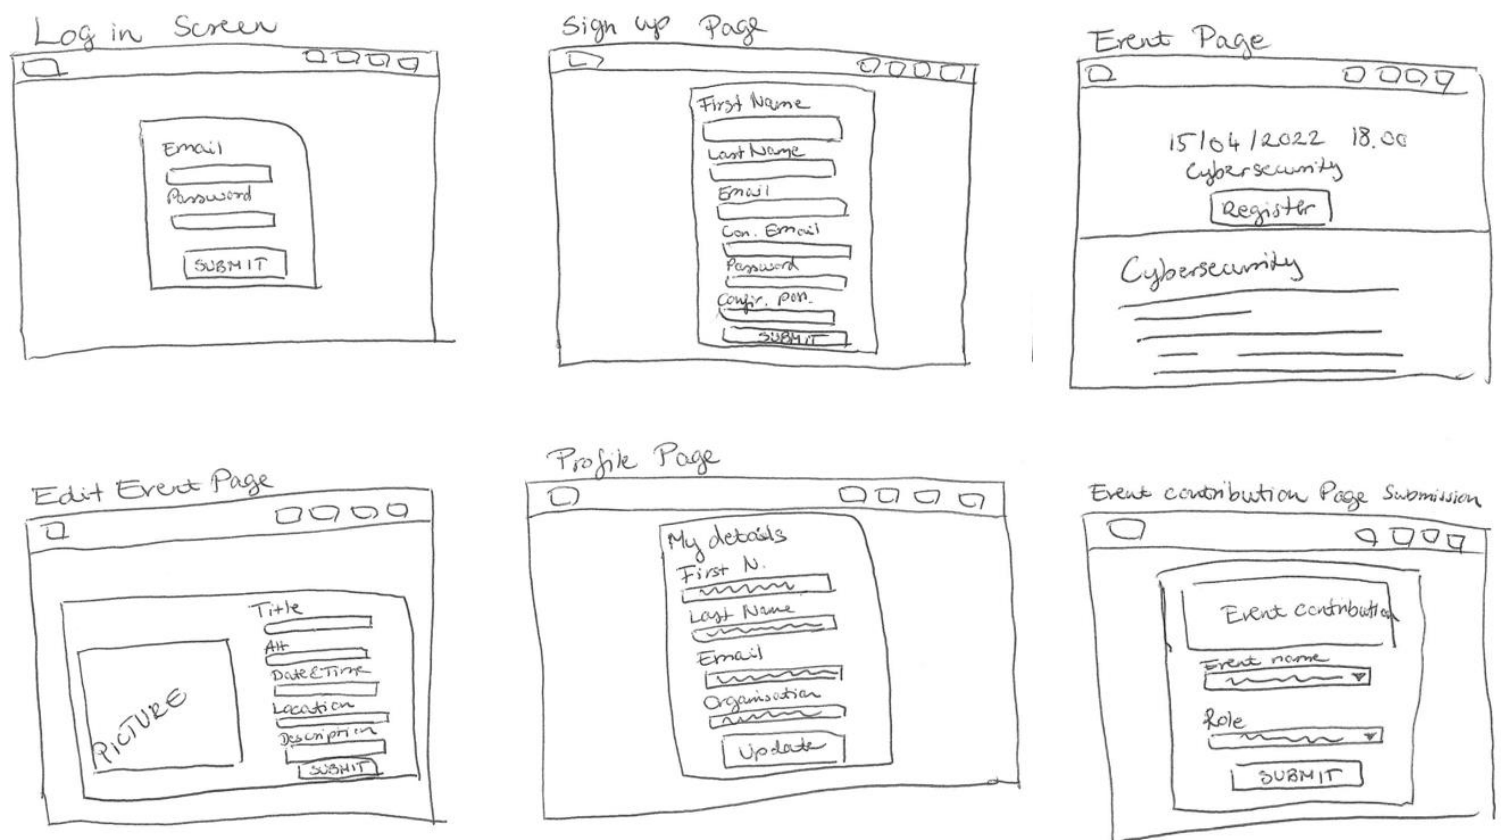 Log in Screen
Email
Password
SUBMIT
Sign up Page
First Name
Last Name
Email
Con. Email
Password
Confir. pas.
SUBMIT
Event Page
15/04/2022 18.00
Cybersecurity
Register
Cybersecurity
Edit Event Page
PICTURE
Title
Alt
Date&Time
Location
Description
SUBMIT
Profile Page
My details
First N.
Last Name
Email
Organisation
Update
Event contribution Page Submission
Event contribution
Event name
Role
SUBMIT